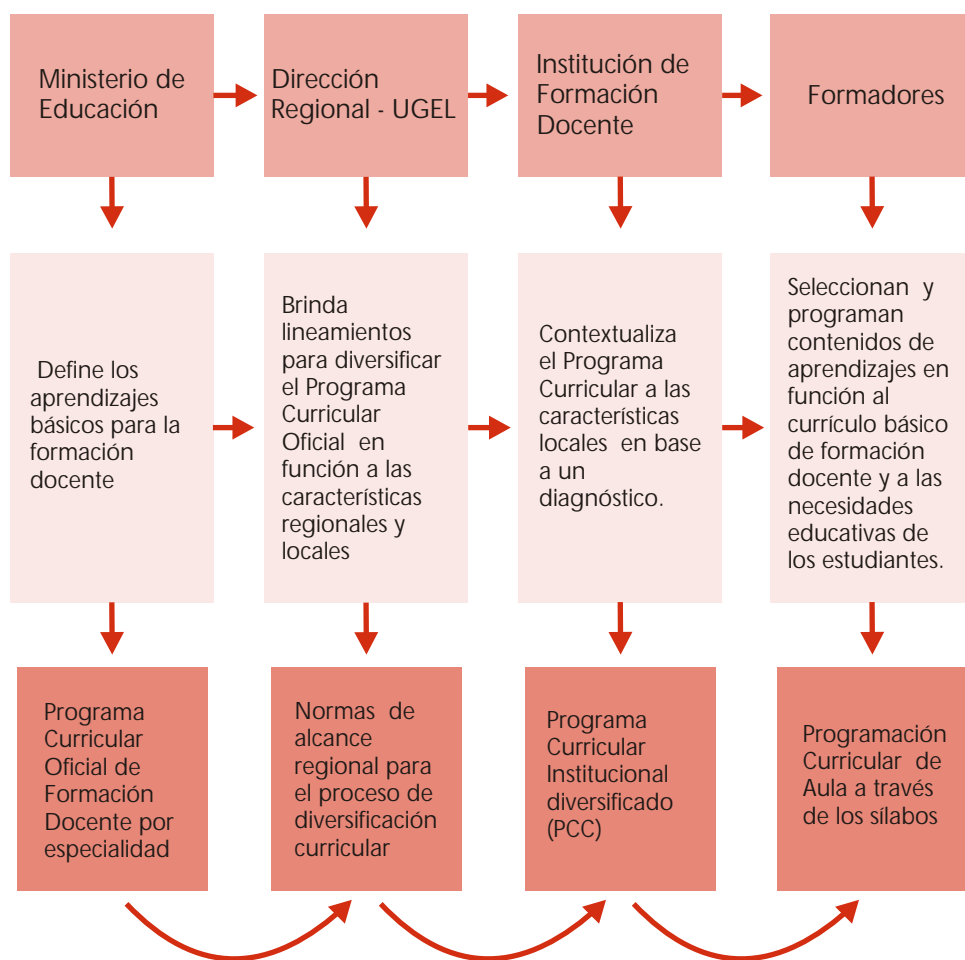 Ministerio de
Educación
Dirección
Regional - UGEL
Institución de
Formación
Docente
Formadores
Define los
aprendizajes
básicos para la
formación
docente
Brinda
lineamientos
para diversificar
el Programa
Curricular
Oficial en
función a las
características
regionales y
locales
Contextualiza
el Programa
Curricular a las
características
locales en base
a un
diagnóstico.
Seleccionan y
programan
contenidos de
aprendizajes en
función al
currículo básico
de formación
docente y a las
necesidades
educativas de
los estudiantes.
Programa
Curricular
Oficial de
Formación
Docente por
especialidad
Normas de
alcance
regional para
el proceso de
diversificación
curricular
Programa
Curricular
Institucional
diversificado
(PCC)
Programación
Curricular de
Aula a través
de los sílabos